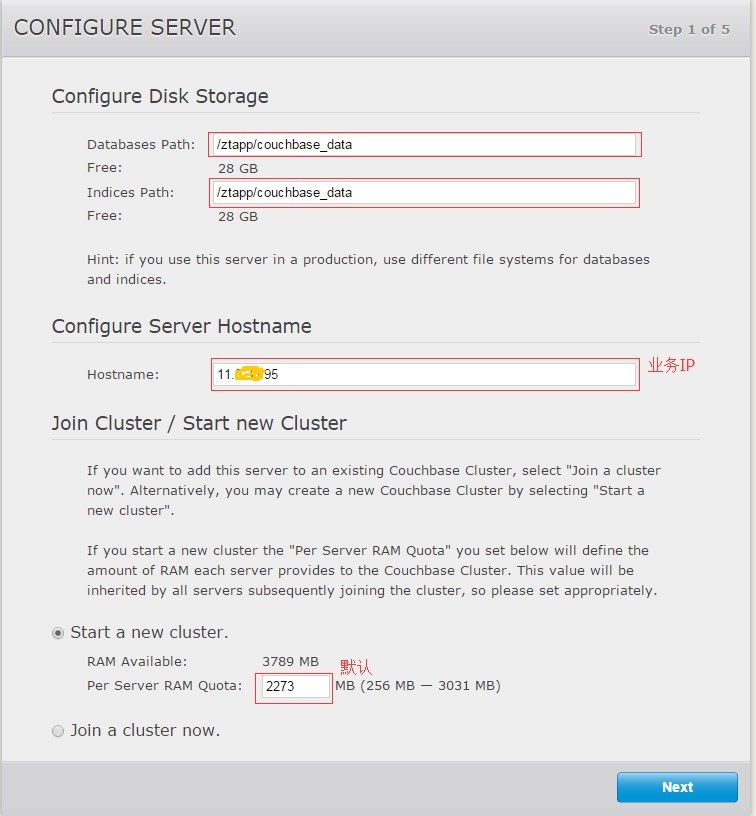 CONFIGURE SERVER
Step 1 of 5
Configure Disk Storage
Databases Path: /ztapp/couchbase_data
Free: 28 GB
Indices Path: /ztapp/couchbase_data
Free: 28 GB
Hint: if you use this server in a production, use different file systems for databases
and indices.
Configure Server Hostname
Hostname: 11. 95 业务IP
Join Cluster / Start new Cluster
If you want to add this server to an existing Couchbase Cluster, select "Join a cluster
now". Alternatively, you may create a new Couchbase Cluster by selecting "Start a
new cluster".
If you start a new cluster the "Per Server RAM Quota" you set below will define the
amount of RAM each server provides to the Couchbase Cluster. This value will be
inherited by all servers subsequently joining the cluster, so please set appropriately.
Start a new cluster.
RAM Available: 3789 MB 默认
Per Server RAM Quota: 2273 MB (256 MB — 3031 MB)
Join a cluster now.
Next